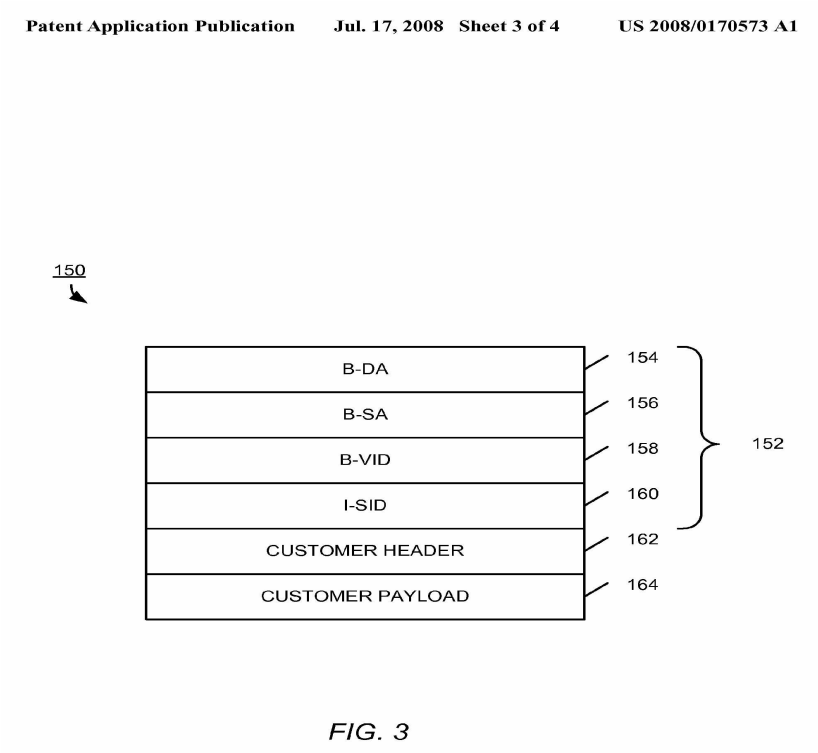 Patent Application Publication Jul. 17, 2008 Sheet 3 of 4 US 2008/0170573 A1
150
B-DA 154
B-SA 156
152
B-VID 158
I-SID 160
CUSTOMER HEADER 162
CUSTOMER PAYLOAD 164
FIG. 3